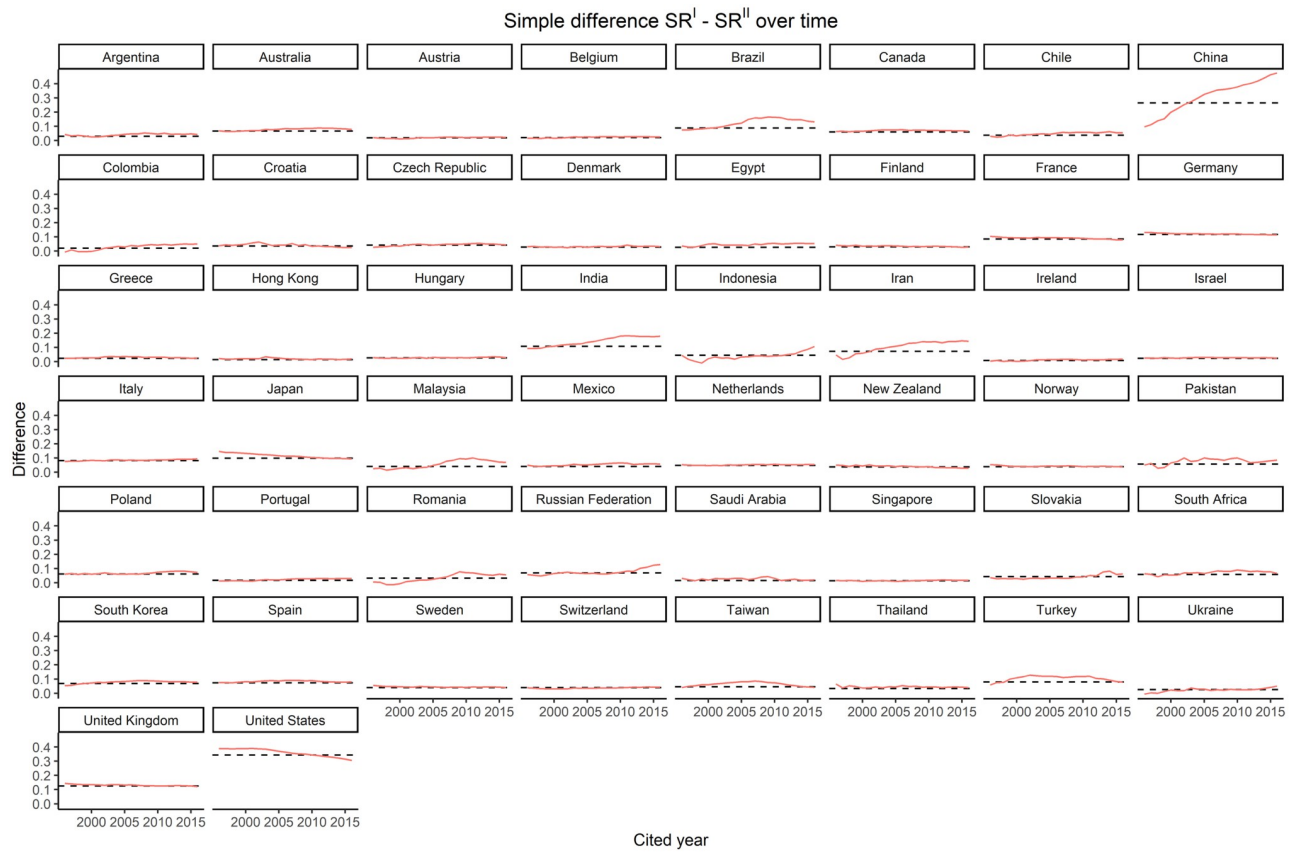 Simple difference SR^I - SR^II over time
Argentina Australia Austria Belgium Brazil Canada Chile China
0.4
0.3
0.2
0.1
0.0
Colombia Croatia Czech Republic Denmark Egypt Finland France Germany
0.4
0.3
0.2
0.1
0.0
Greece Hong Kong Hungary India Indonesia Iran Ireland Israel
0.4
0.3
0.2
0.1
0.0
Italy Japan Malaysia Mexico Netherlands New Zealand Norway Pakistan
0.4
0.3
0.2
0.1
0.0
Difference
Poland Portugal Romania Russian Federation Saudi Arabia Singapore Slovakia South Africa
0.4
0.3
0.2
0.1
0.0
South Korea Spain Sweden Switzerland Taiwan Thailand Turkey Ukraine
0.4
0.3
0.2
0.1
0.0
2000 2005 2010 2015 2000 2005 2010 2015 2000 2005 2010 2015 2000 2005 2010 2015 2000 2005 2010 2015 2000 2005 2010 2015
United Kingdom United States
0.4
0.3
0.2
0.1
0.0
2000 2005 2010 2015 2000 2005 2010 2015
Cited year